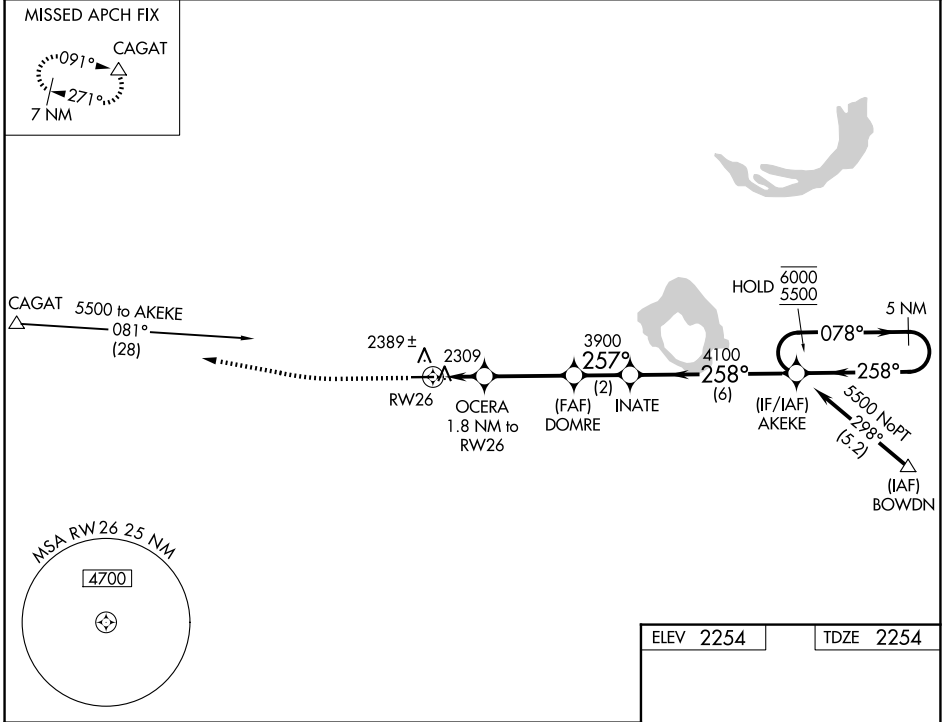 MISSED APCH FIX
CAGAT
091°
271°
7 NM
HOLD 6000
5500
5 NM
078°
258°
CAGAT
5500 to AKEKE
081°
(28)
2389 ±
2309
RW26
OCERA
1.8 NM to
RW26
3900
257°
(2)
(FAF)
DOMRE
INATE
4100
258°
(6)
(IF/IAF)
AKEKE
5500 NoPT
298°
(5.2)
(IAF)
BOWDN
MSA RW 26 25 NM
4700
ELEV 2254
TDZE 2254